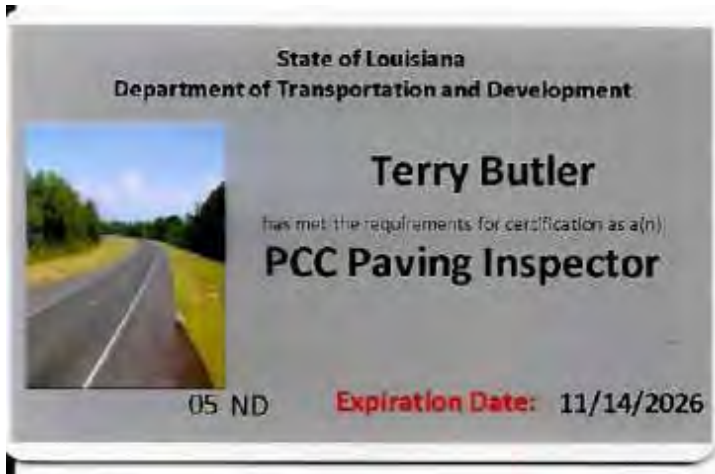 State of Louisiana
Department of Transportation and Development
Terry Butler
has met the requirements for certification as a(n)
PCC Paving Inspector
05 ND
Expiration Date: 11/14/2026